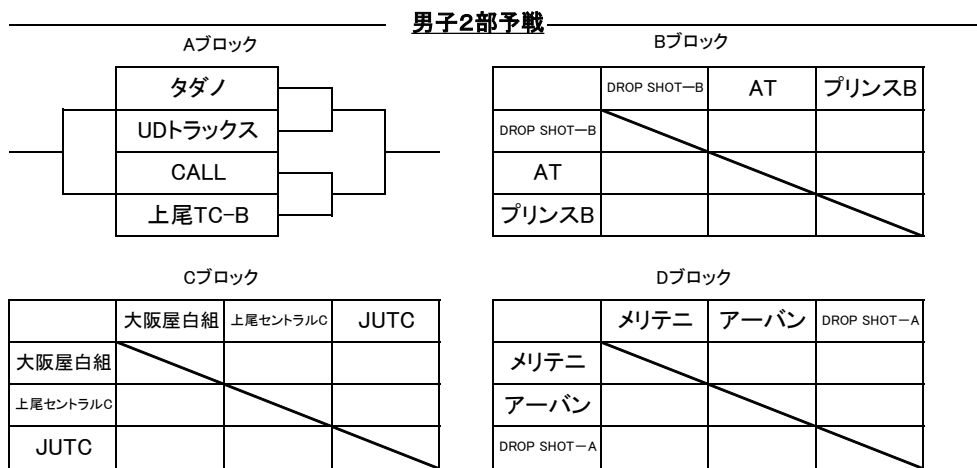 男子２部予戦
Aブロック
タダノ
UDトラックス
CALL
上尾TC-B
Bブロック
DROP SHOT―B AT プリンスB
DROP SHOT―B
AT
プリンスB
Cブロック
大阪屋白組 上尾セントラルC JUTC
大阪屋白組
上尾セントラルC
JUTC
Dブロック
メリテニ アーバン DROP SHOT－A
メリテニ
アーバン
DROP SHOT－A